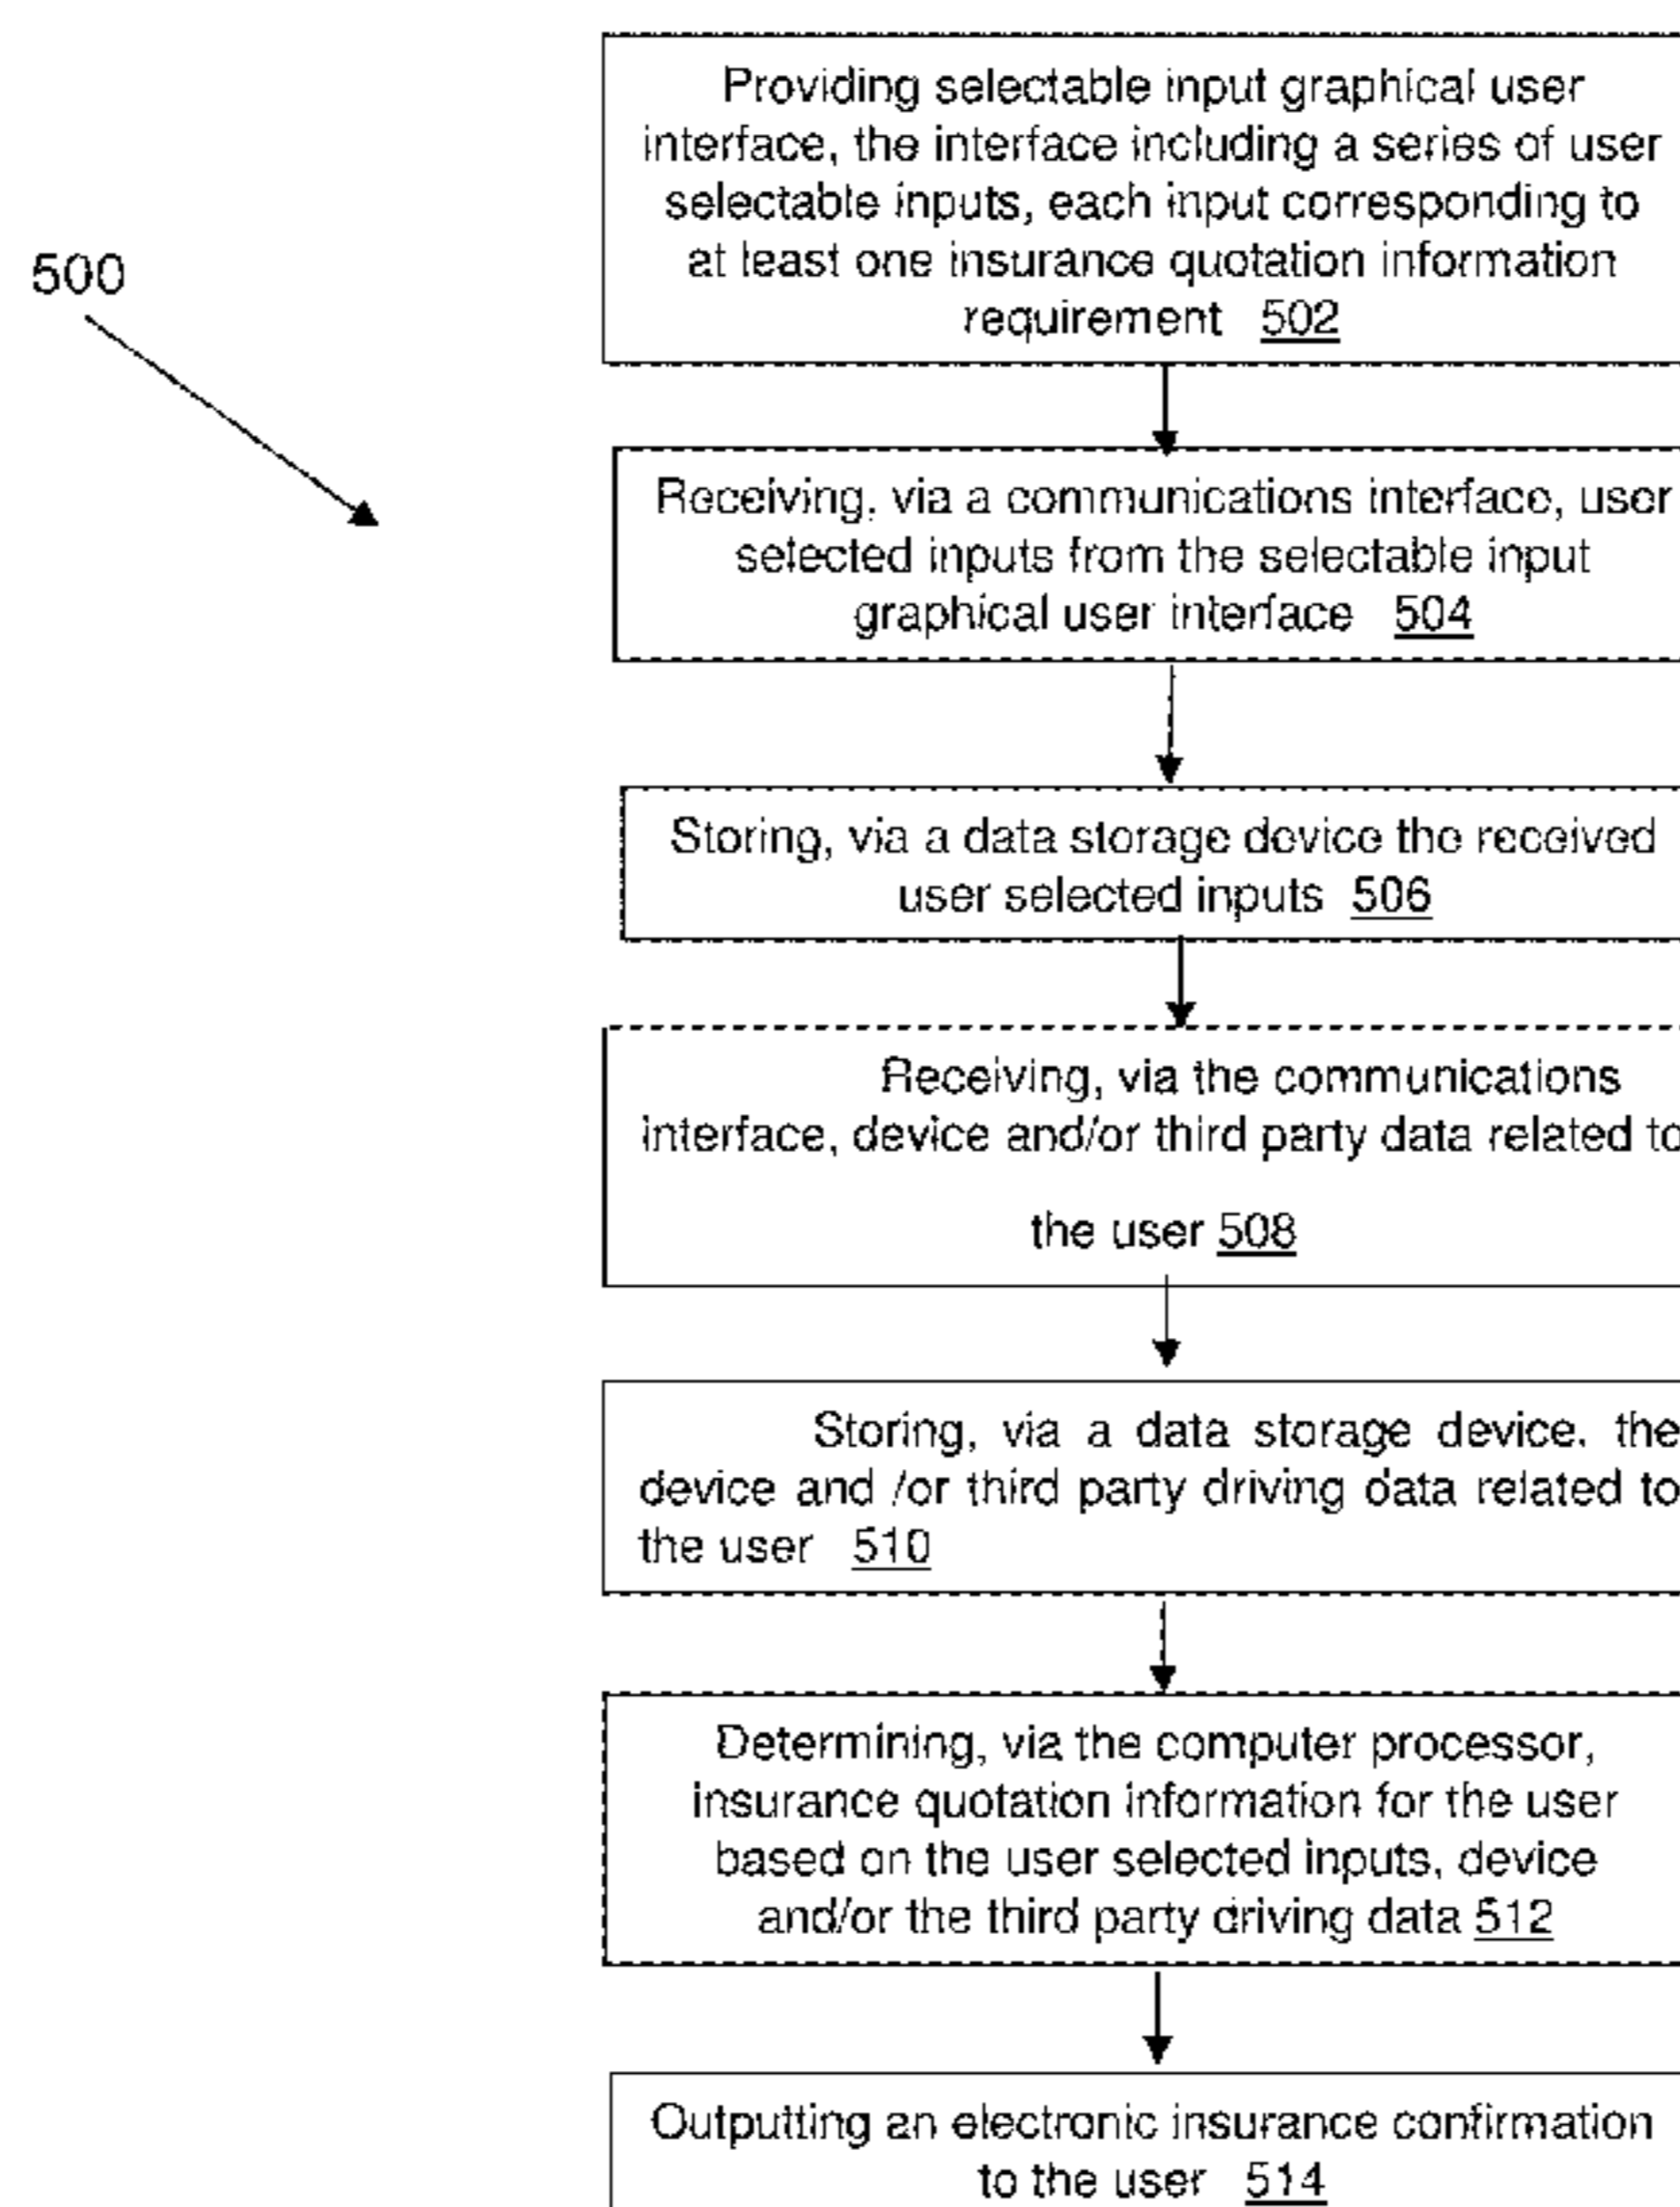 Providing selectable input graphical user
interface, the interface including a series of user
selectable inputs, each input corresponding to
at least one insurance quotation information
requirement 502
500
Receiving, via a communications interface, user
selected inputs from the selectable input
graphical user interface 504
Storing, via a data storage device the received
user selected inputs 506
Receiving, via the communications
interface, device and/or third party data related to
the user 508
Storing, via a data storage device, the
device and /or third party driving data related to
the user 510
Determining, via the computer processor,
insurance quotation information for the user
based on the user selected inputs, device
and/or the third party driving data 512
Outputting an electronic insurance confirmation
to the user 514